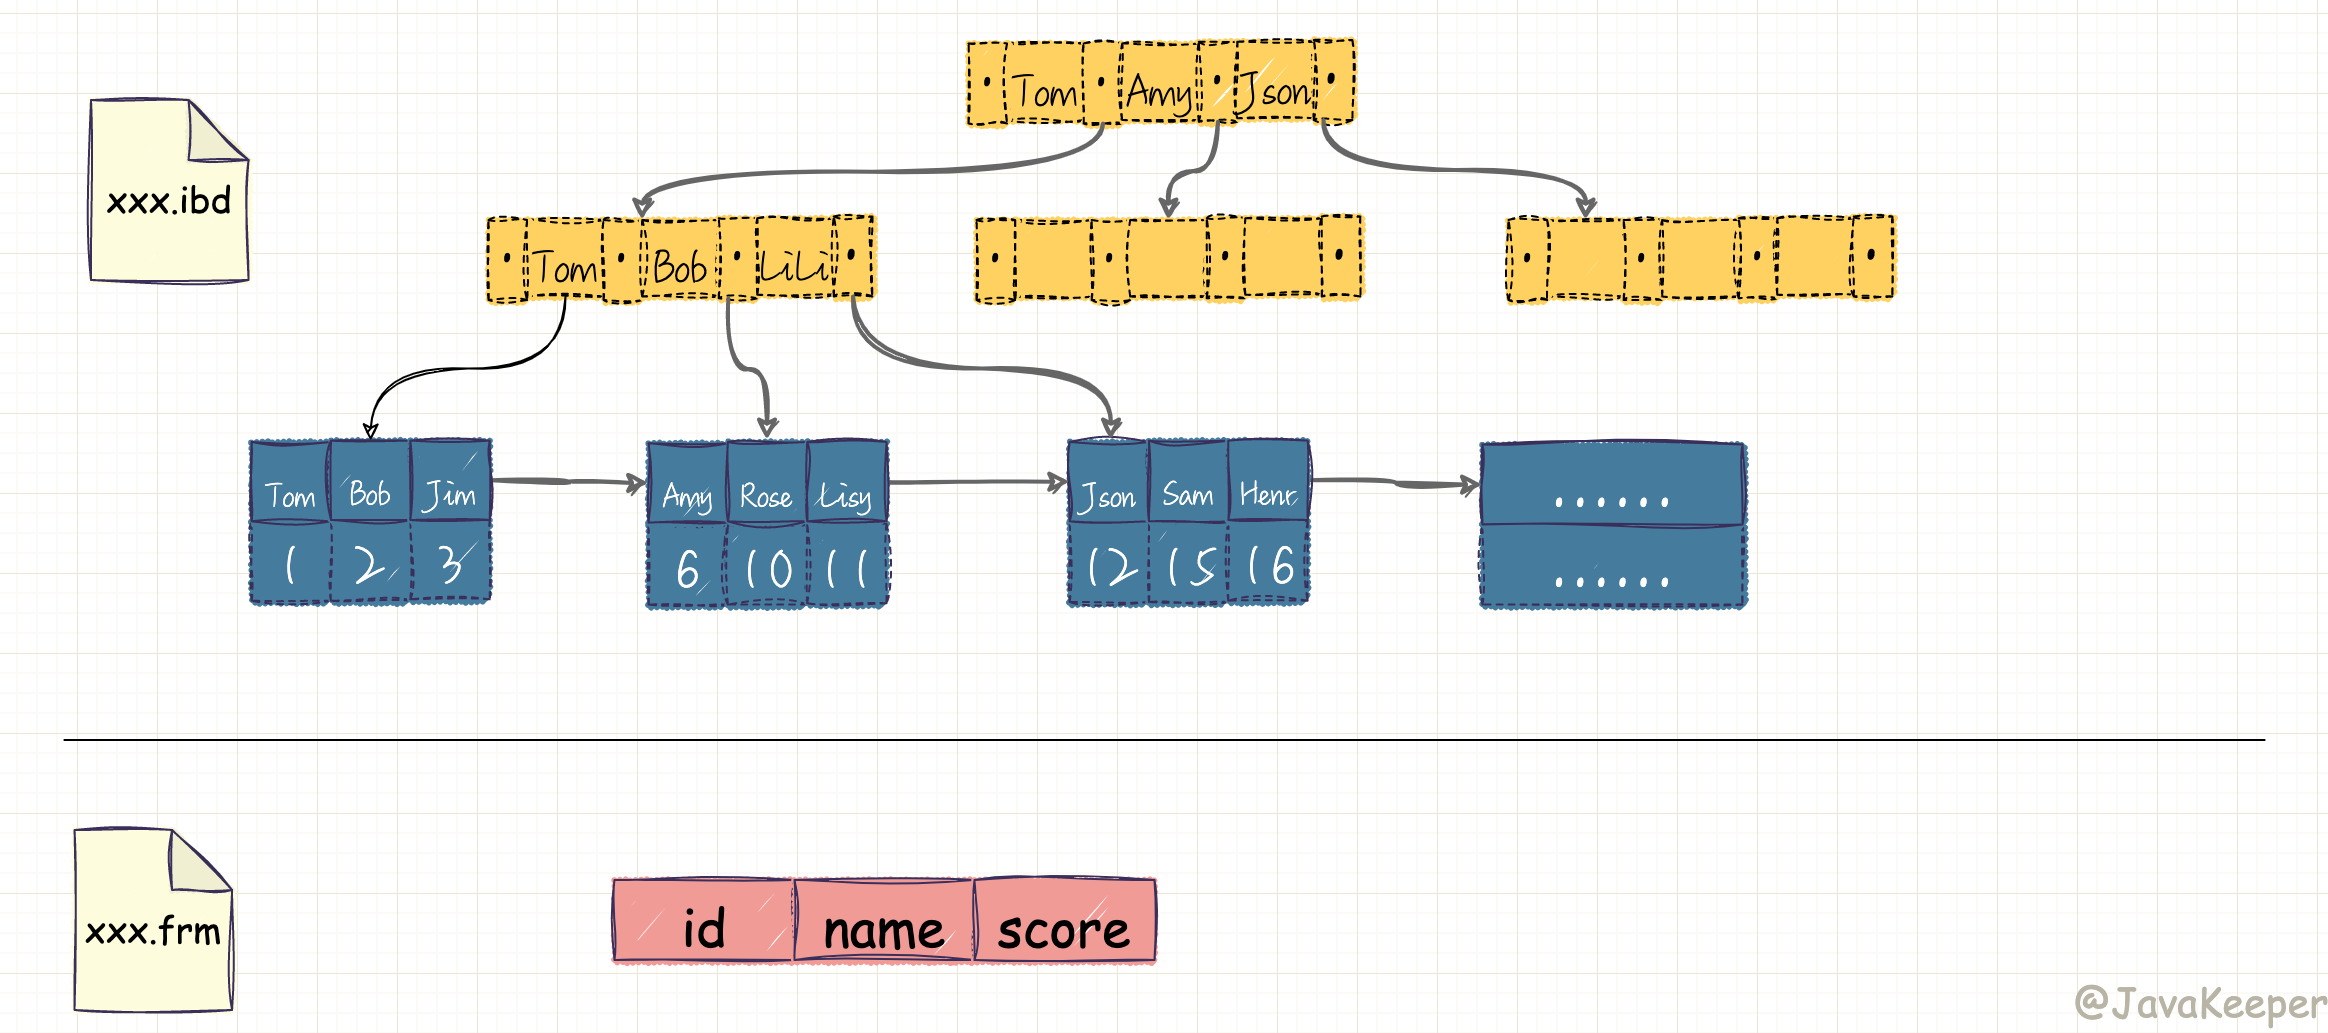 Tom Amy Json
xxx.ibd
Tom Bob LiLi
Tom Bob Jim
1 2 3
Amy Rose Lisy
6 10 11
Json Sam Henr
12 15 16
......
......
xxx.frm
id name score
@JavaKeeper